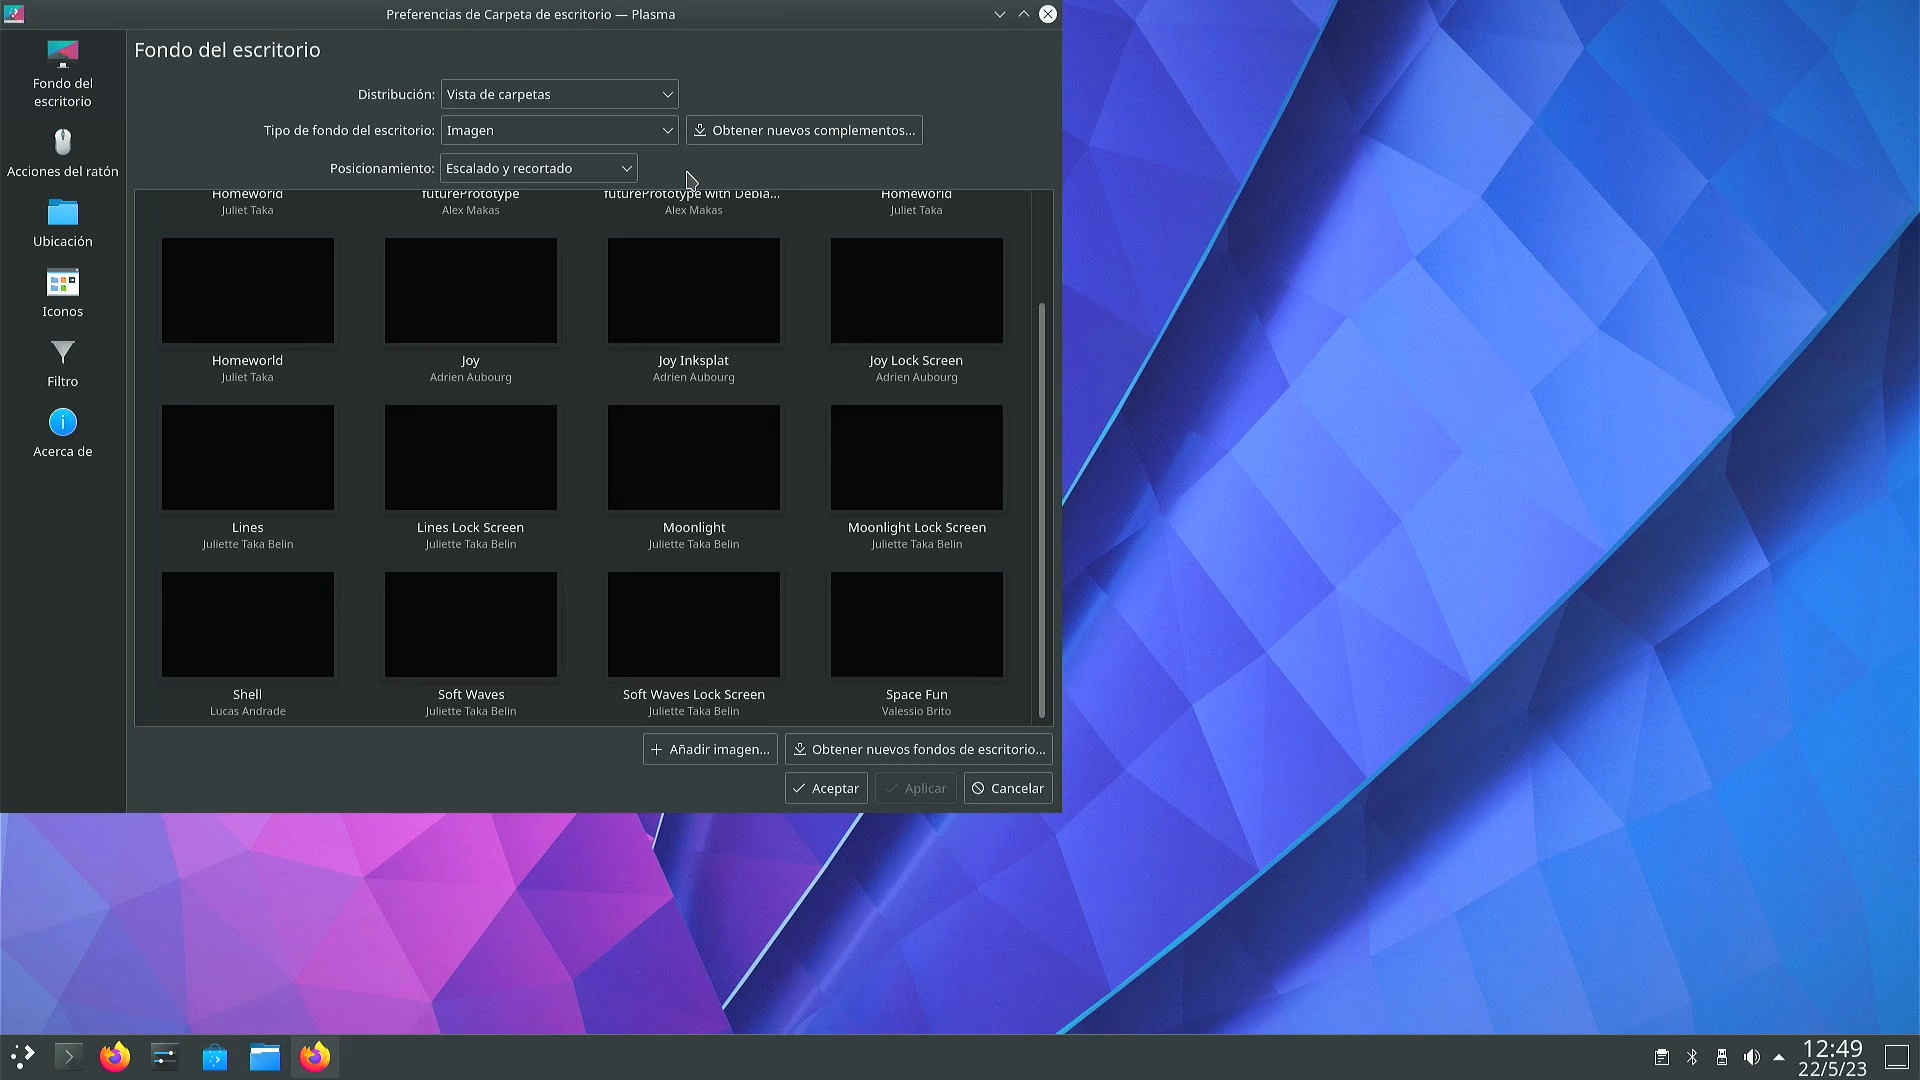 Preferencias de Carpeta de escritorio — Plasma
Fondo del
escritorio
Acciones del ratón
Ubicación
Iconos
Filtro
Acerca de
Fondo del escritorio
Distribución: Vista de carpetas
Tipo de fondo del escritorio: Imagen Obtener nuevos complementos...
Posicionamiento: Escalado y recortado
Homeworld futurePrototype futurePrototype with Debia... Homeworld
Juliet Taka Alex Makas Alex Makas Juliet Taka
Homeworld Joy Joy Inksplat Joy Lock Screen
Juliet Taka Adrien Aubourg Adrien Aubourg Adrien Aubourg
Lines Lines Lock Screen Moonlight Moonlight Lock Screen
Juliette Taka Belin Juliette Taka Belin Juliette Taka Belin Juliette Taka Belin
Shell Soft Waves Soft Waves Lock Screen Space Fun
Lucas Andrade Juliette Taka Belin Juliette Taka Belin Valessio Brito
Añadir imagen... Obtener nuevos fondos de escritorio...
Aceptar Aplicar Cancelar
12:49
22/5/23